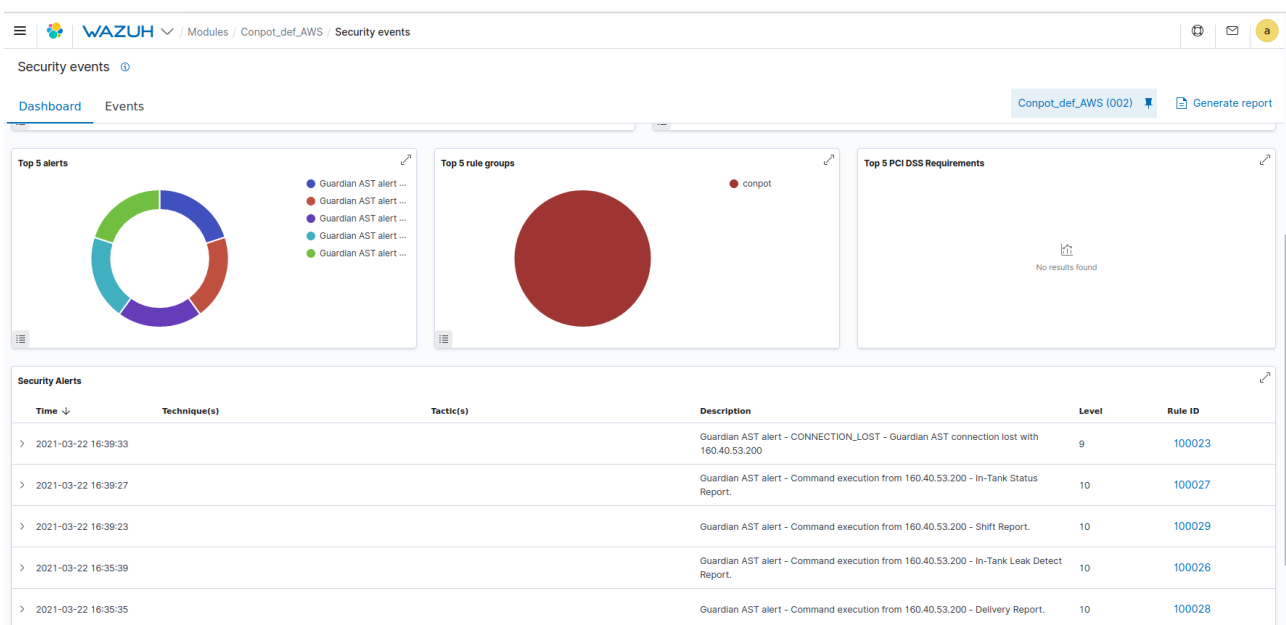 WAZUH / Modules / Conpot_def_AWS / Security events
a
Security events
Dashboard Events
Conpot_def_AWS (002) Generate report
Top 5 alerts
Guardian AST alert ...
Guardian AST alert ...
Guardian AST alert ...
Guardian AST alert ...
Guardian AST alert ...
Top 5 rule groups
conpot
Top 5 PCI DSS Requirements
No results found
Security Alerts
Time Technique(s) Tactic(s) Description Level Rule ID
2021-03-22 16:39:33 Guardian AST alert - CONNECTION_LOST - Guardian AST connection lost with
160.40.53.200 9 100023
2021-03-22 16:39:27 Guardian AST alert - Command execution from 160.40.53.200 - In-Tank Status
Report. 10 100027
2021-03-22 16:39:23 Guardian AST alert - Command execution from 160.40.53.200 - Shift Report. 10 100029
2021-03-22 16:35:39 Guardian AST alert - Command execution from 160.40.53.200 - In-Tank Leak Detect
Report. 10 100026
2021-03-22 16:35:35 Guardian AST alert - Command execution from 160.40.53.200 - Delivery Report. 10 100028